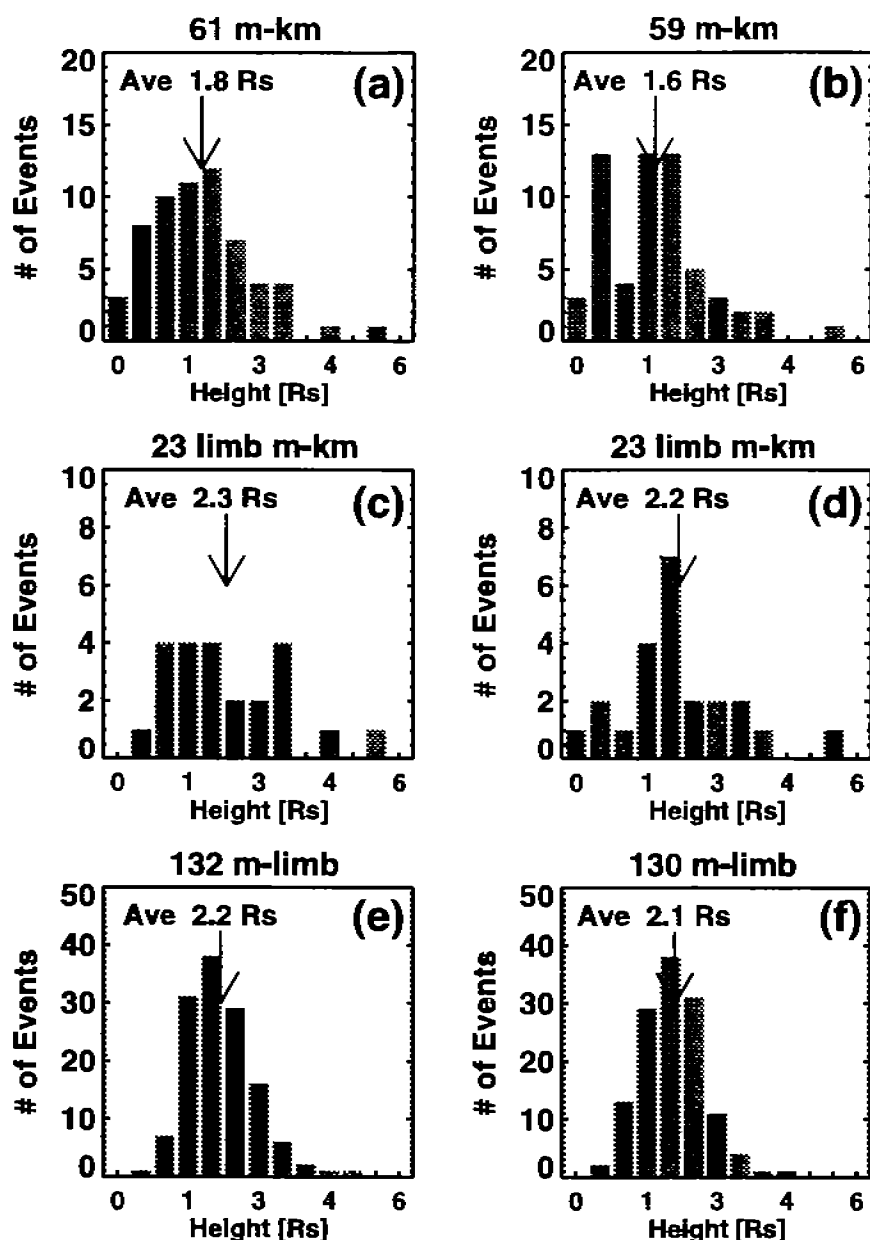 61 m-km
20
15
10
5
0
# of Events
Ave 1.8 Rs
(a)
0 1 3 4 6
Height [Rs]
59 m-km
20
15
10
5
0
# of Events
Ave 1.6 Rs
(b)
0 1 3 4 6
Height [Rs]
23 limb m-km
10
8
6
4
2
0
# of Events
Ave 2.3 Rs
(c)
0 1 3 4 6
Height [Rs]
23 limb m-km
10
8
6
4
2
0
# of Events
Ave 2.2 Rs
(d)
0 1 3 4 6
Height [Rs]
132 m-limb
50
40
30
20
10
0
# of Events
Ave 2.2 Rs
(e)
0 1 3 4 6
Height [Rs]
130 m-limb
50
40
30
20
10
0
# of Events
Ave 2.1 Rs
(f)
0 1 3 4 6
Height [Rs]